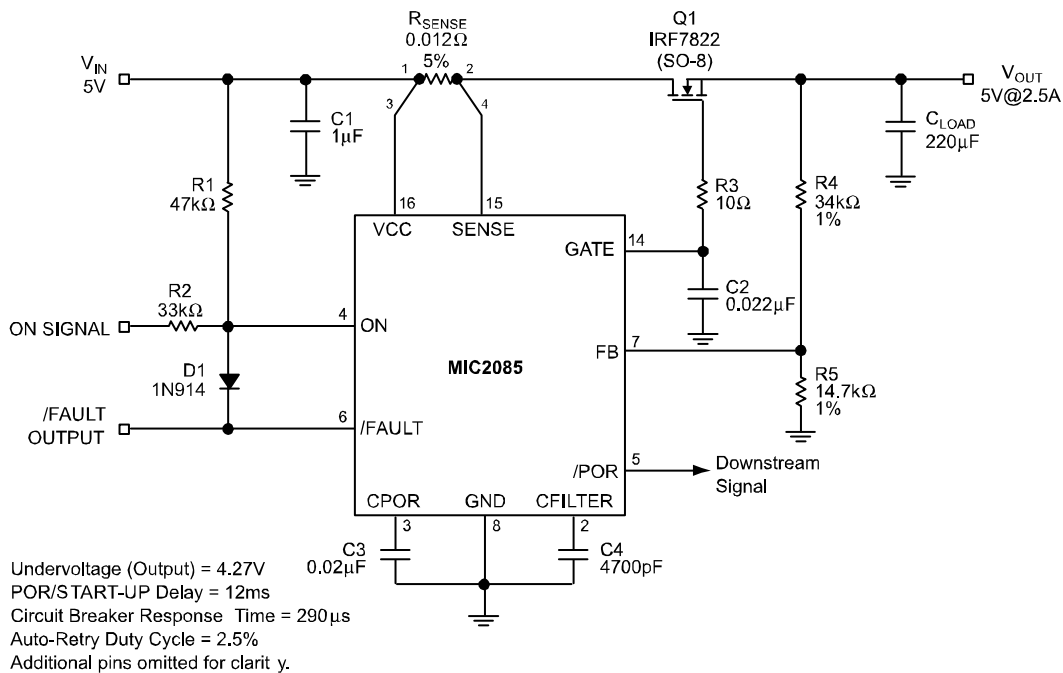 RSENSE
0.012Ω
5%
Q1
IRF7822
(SO-8)
VIN
5V
1
2
3
4
VOUT
5V@2.5A
C1
1µF
CLOAD
220µF
R1
47kΩ
R3
10Ω
R4
34kΩ
1%
16
15
VCC
SENSE
GATE
14
C2
0.022µF
R2
33kΩ
ON SIGNAL
4
ON
FB
7
MIC2085
D1
1N914
R5
14.7kΩ
1%
/FAULT
OUTPUT
6
/FAULT
/POR
5
Downstream
Signal
CPOR
GND
CFILTER
3
8
2
C3
0.02µF
C4
4700pF
Undervoltage (Output) = 4.27V
POR/START-UP Delay = 12ms
Circuit Breaker Response Time = 290µs
Auto-Retry Duty Cycle = 2.5%
Additional pins omitted for clarit y.